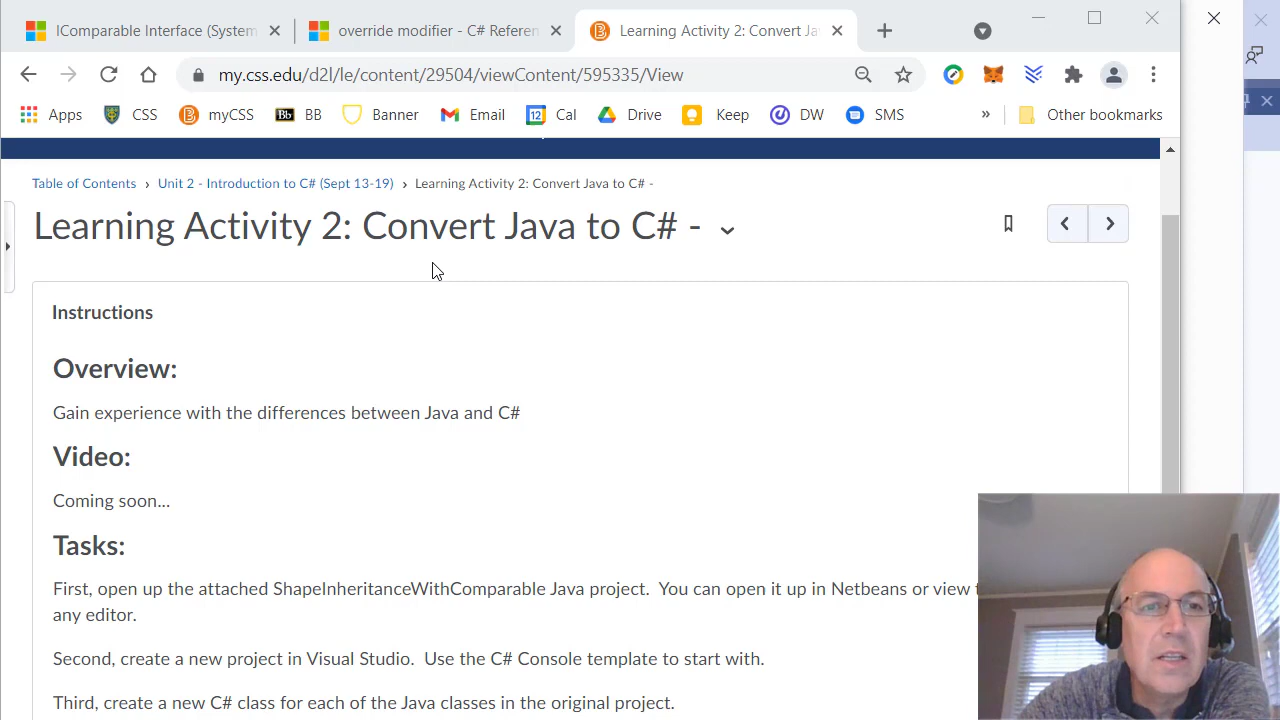 IComparable Interface (System
override modifier - C# Referen
Learning Activity 2: Convert Ja
my.css.edu/d2l/le/content/29504/viewContent/595335/View
Apps CSS myCSS Bb BB Banner Email 12 Cal Drive Keep DW SMS » Other bookmarks
Table of Contents › Unit 2 - Introduction to C# (Sept 13-19) › Learning Activity 2: Convert Java to C# -
Learning Activity 2: Convert Java to C# -
Instructions
Overview:
Gain experience with the differences between Java and C#
Video:
Coming soon...
Tasks:
First, open up the attached ShapeInheritanceWithComparable Java project. You can open it up in Netbeans or view
any editor.
Second, create a new project in Visual Studio. Use the C# Console template to start with.
Third, create a new C# class for each of the Java classes in the original project.